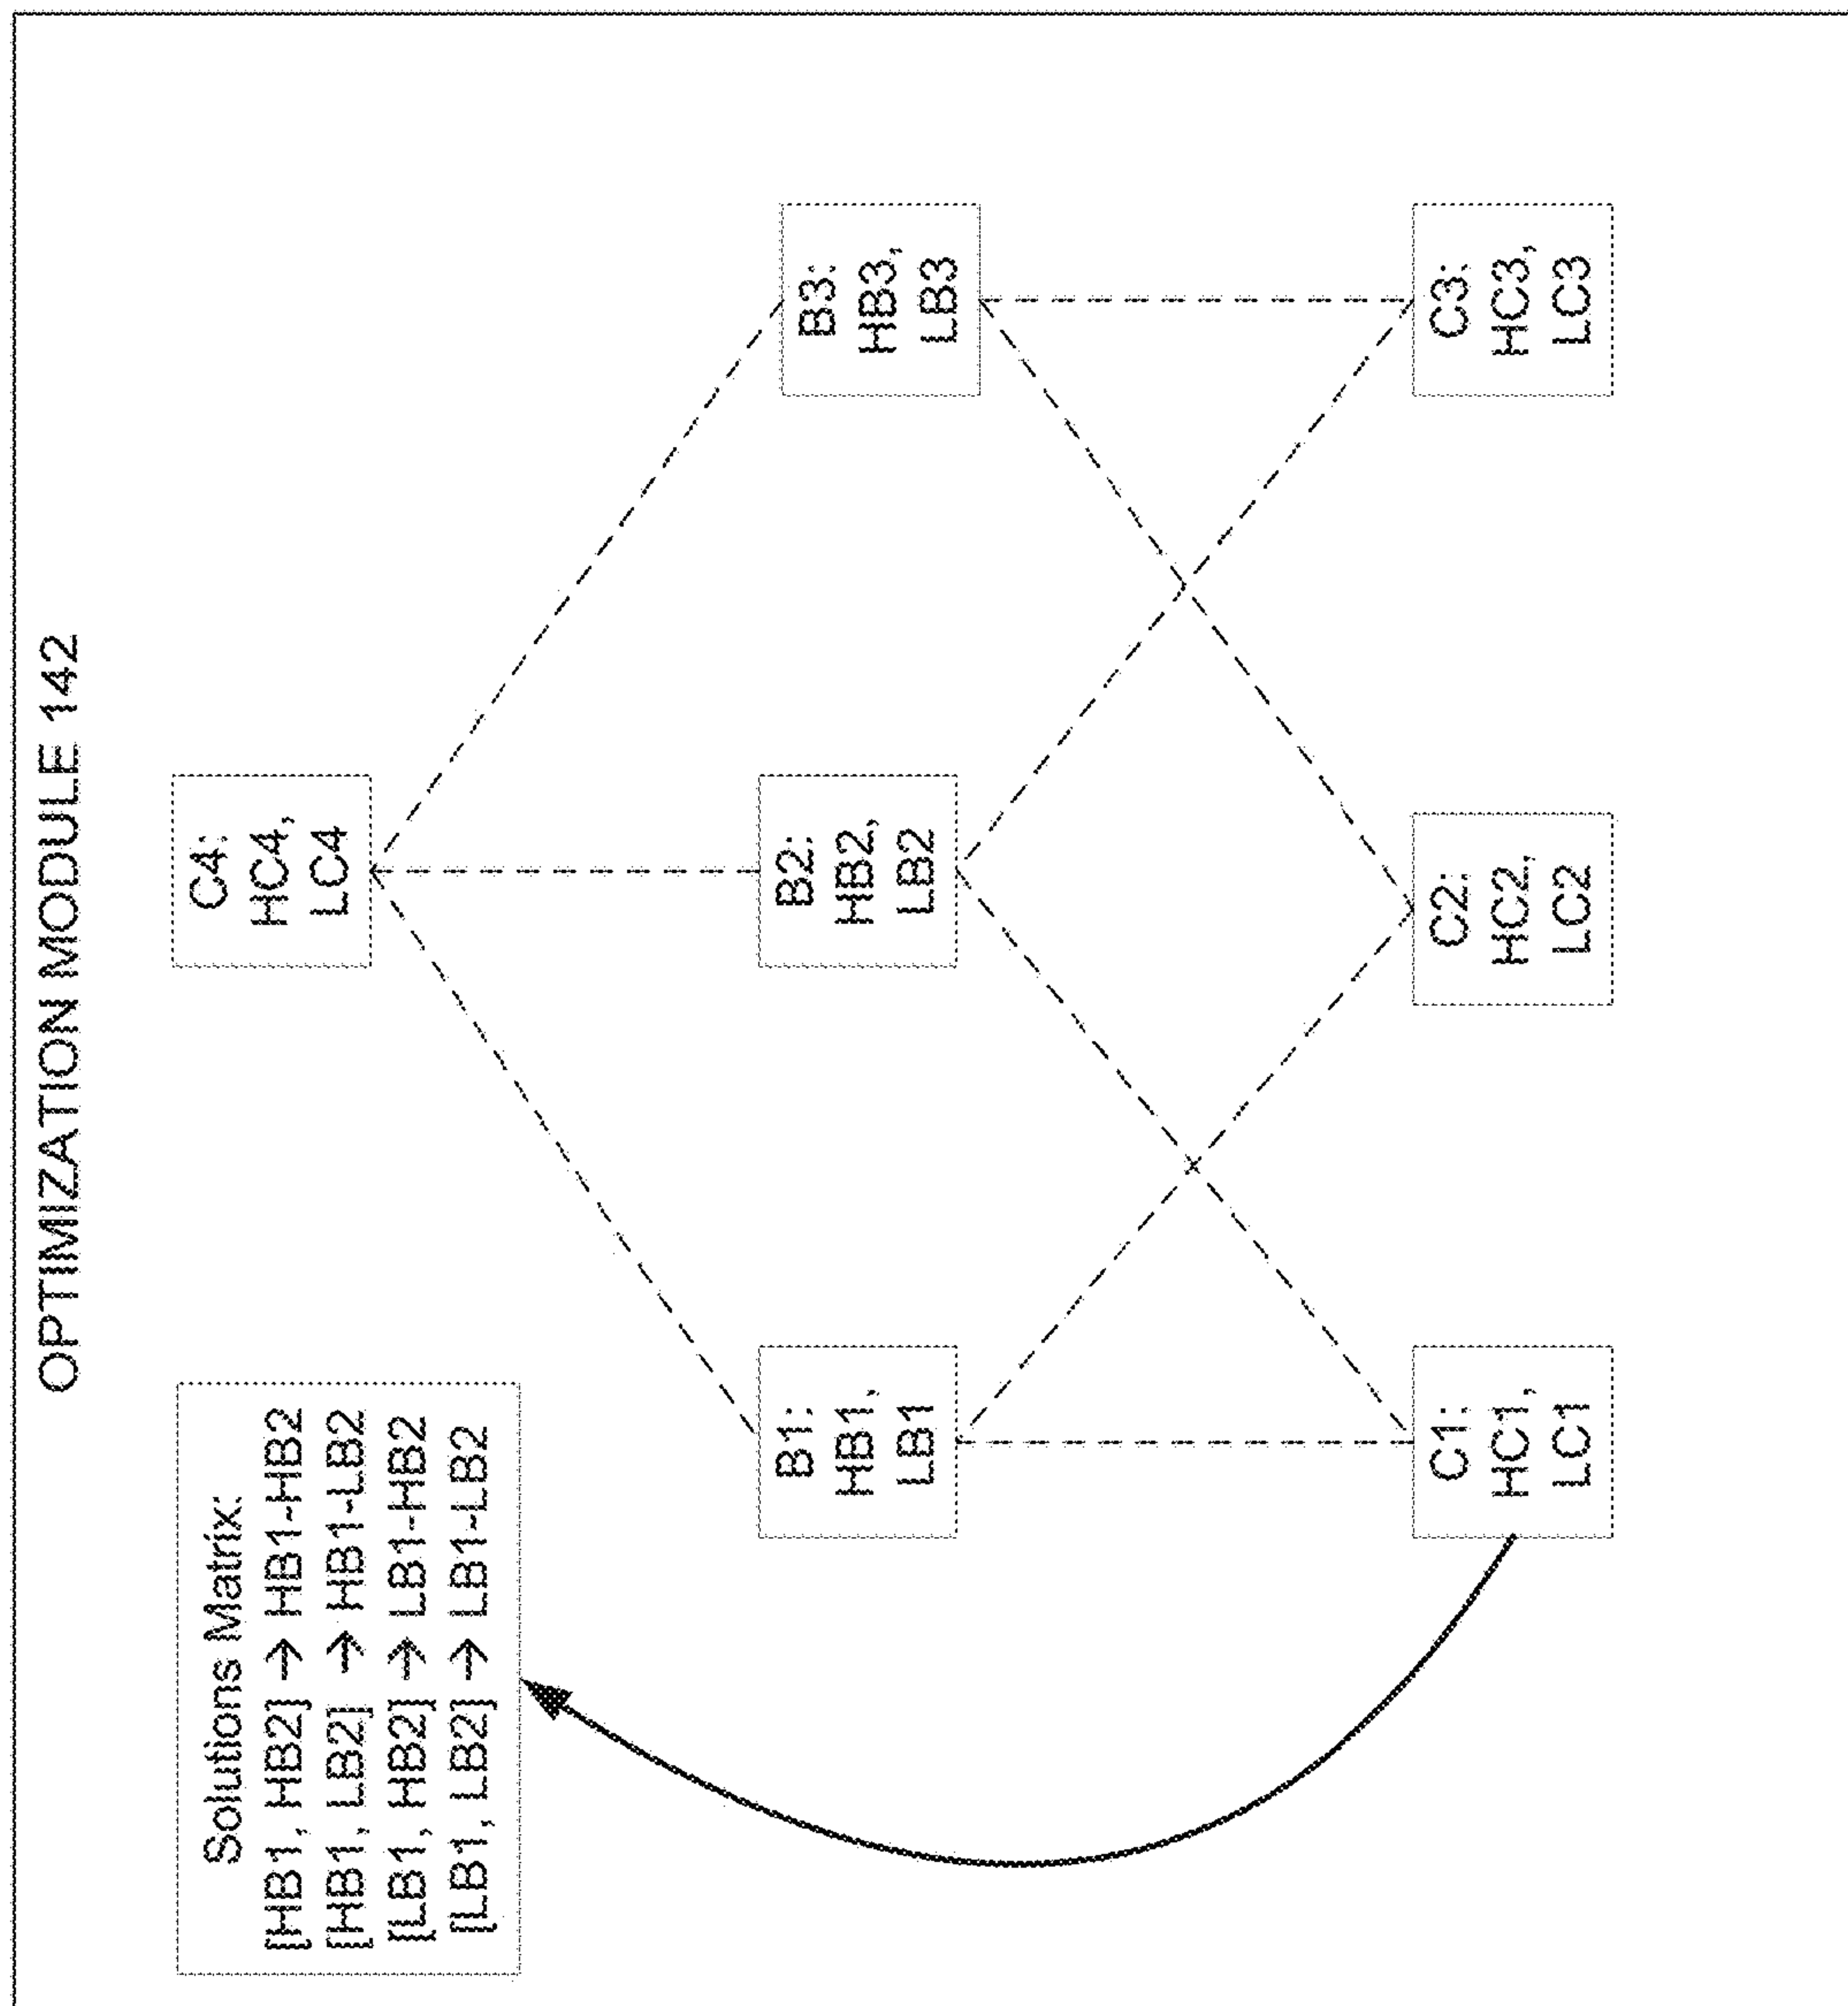 OPTIMIZATION MODULE 142
Solutions Matrix:
[HB1, HB2] → HB1-HB2
[HB1, LB2] → HB1-LB2
[LB1, HB2] → LB1-HB2
[LB1, LB2] → LB1-LB2
C4:
HC4,
LC4
B1:
HB1,
LB1
B2:
HB2,
LB2
B3:
HB3,
LB3
C1:
HC1,
LC1
C2:
HC2,
LC2
C3:
HC3,
LC3